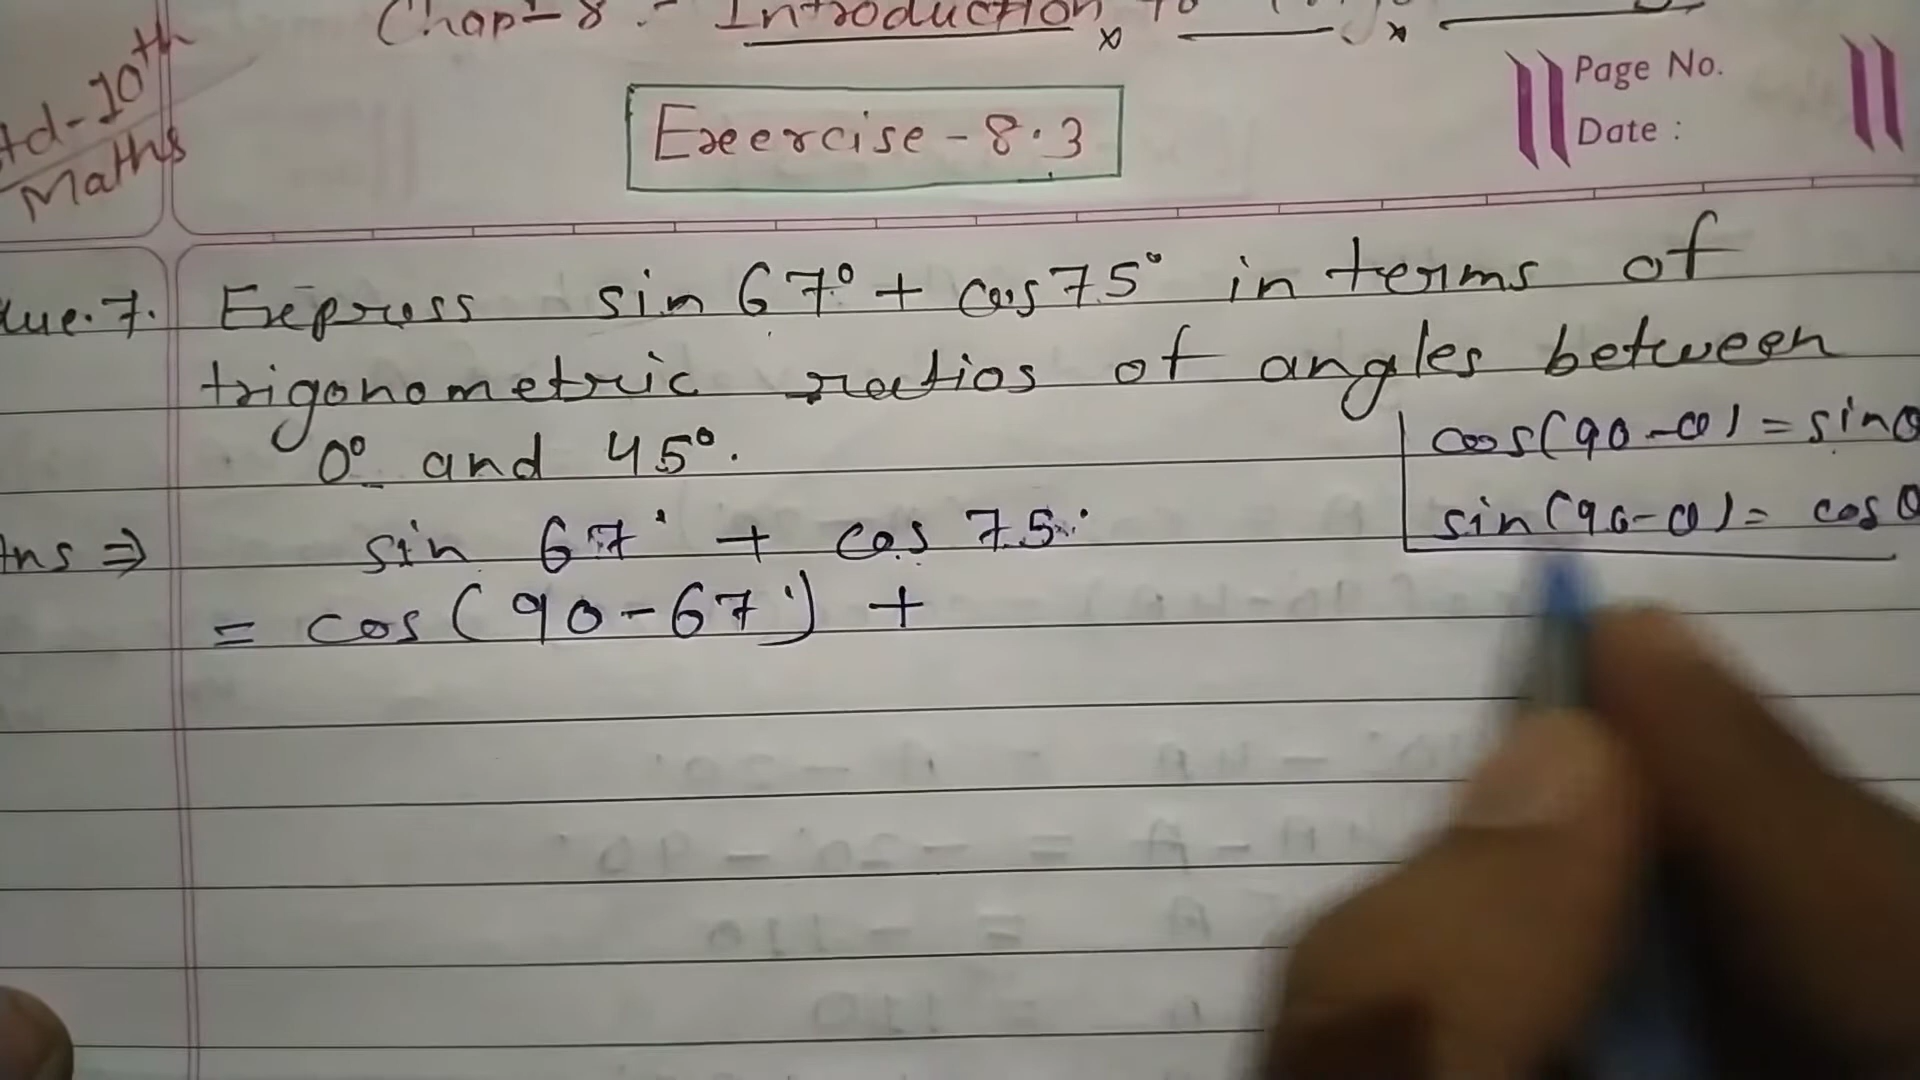 Chap-8 :- Introduction to
td-10th
Maths
Exercise-8.3
Page No.
Date :
Que.7. Express sin 67° + cos 75° in terms of
trigonometric ratios of angles between
0° and 45°.
cos(90-θ) = sinθ
sin(90-θ) = cosθ
Ans ⇒ sin 67° + cos 75°
= cos (90-67°) +